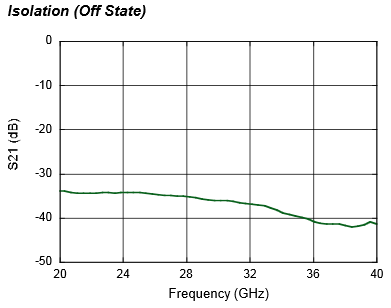 Isolation (Off State)
0
-10
-20
-30
-40
-50
S21 (dB)
20 24 28 32 36 40
Frequency (GHz)